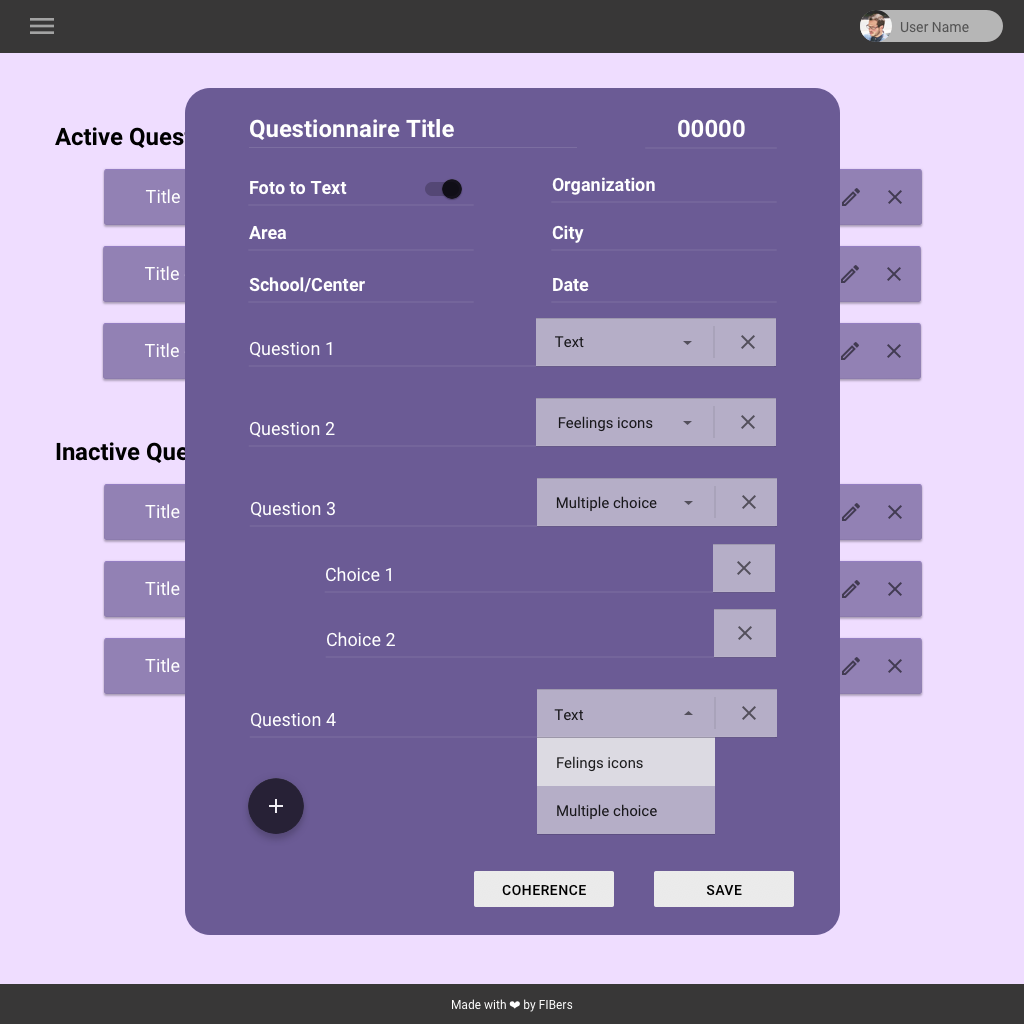 User Name
Active Ques
Questionnaire Title
00000
Foto to Text
Organization
Title
Area
City
Title
School/Center
Date
Question 1
Text
Title
Question 2
Feelings icons
Inactive Que
Question 3
Multiple choice
Title
Choice 1
Title
Choice 2
Title
Question 4
Text
Felings icons
Multiple choice
COHERENCE
SAVE
Made with ❤ by FIBers